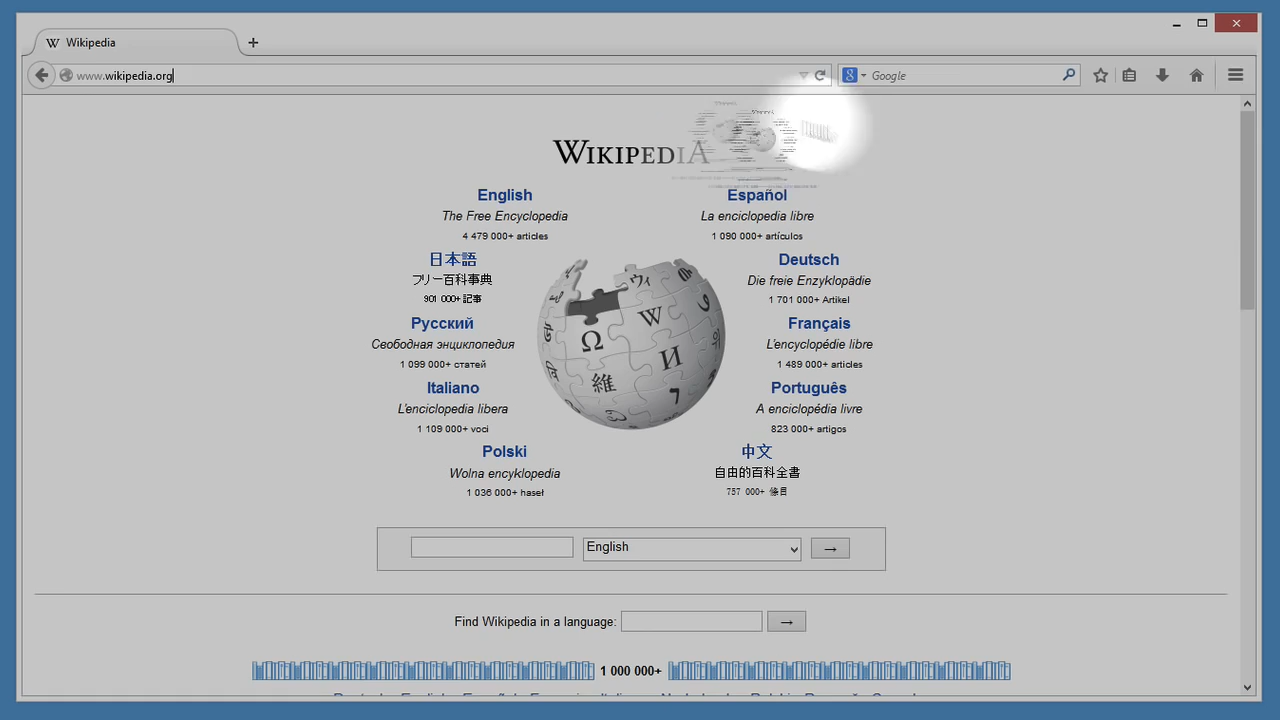 Wikipedia
www.wikipedia.org
Google
WIKIPEDIA
English
The Free Encyclopedia
4 479 000+ articles
Español
La enciclopedia libre
1 090 000+ artículos
日本語
フリー百科事典
901 000+ 記事
Deutsch
Die freie Enzyklopädie
1 701 000+ Artikel
Русский
Свободная энциклопедия
1 099 000+ статей
Français
L'encyclopédie libre
1 489 000+ articles
Italiano
L'enciclopedia libera
1 109 000+ voci
Português
A enciclopédia livre
823 000+ artigos
Polski
Wolna encyklopedia
1 036 000+ haseł
中文
自由的百科全書
757 000+ 條目
Ω W И 維 ウィ 7
English
→
Find Wikipedia in a language:
→
1 000 000+